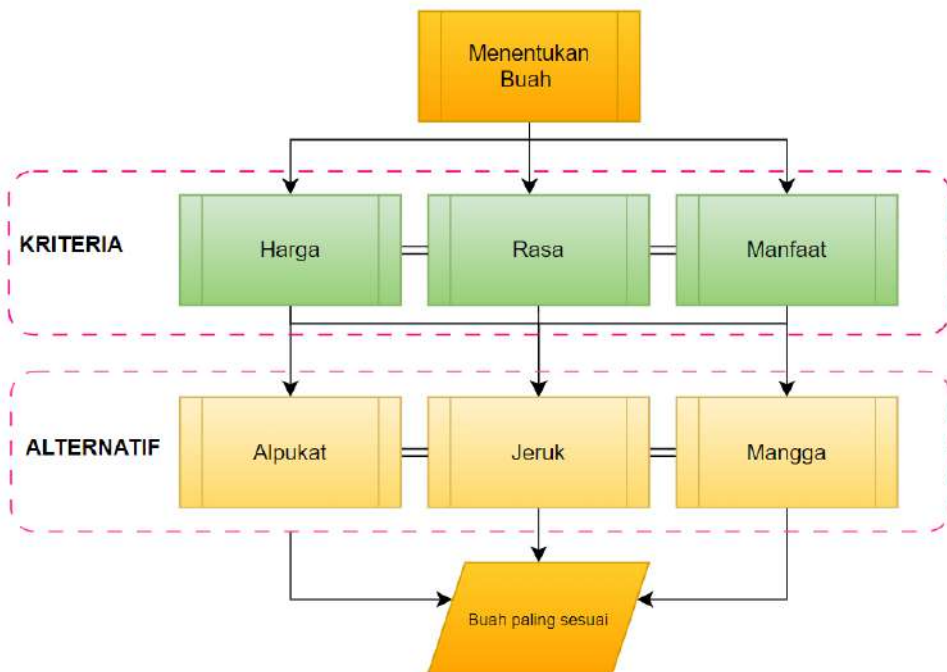 Menentukan
Buah
KRITERIA
Harga
Rasa
Manfaat
ALTERNATIF
Alpukat
Jeruk
Mangga
Buah paling sesuai